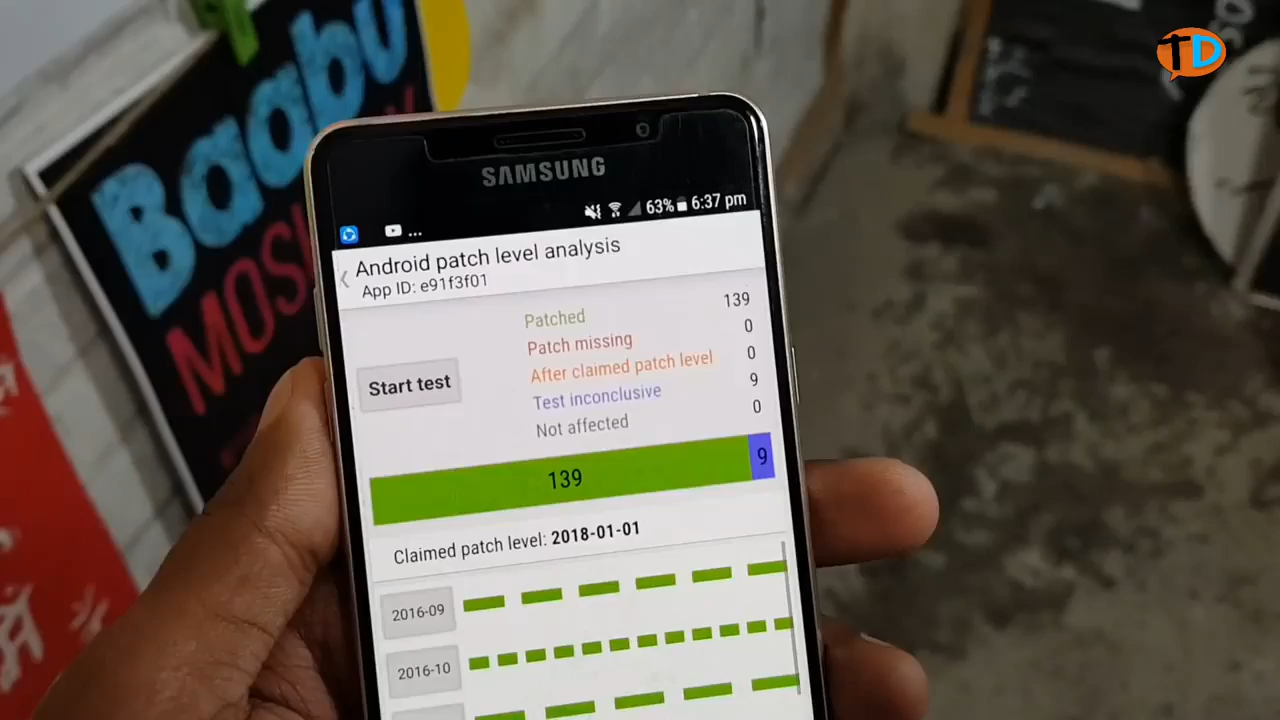 TD
Baabu
SAMSUNG
63% 6:37 pm
...
Android patch level analysis
App ID: e91f3f01
Start test
Patched 139
Patch missing 0
After claimed patch level 0
Test inconclusive 9
Not affected 0
139 9
Claimed patch level: 2018-01-01
2016-09
2016-10